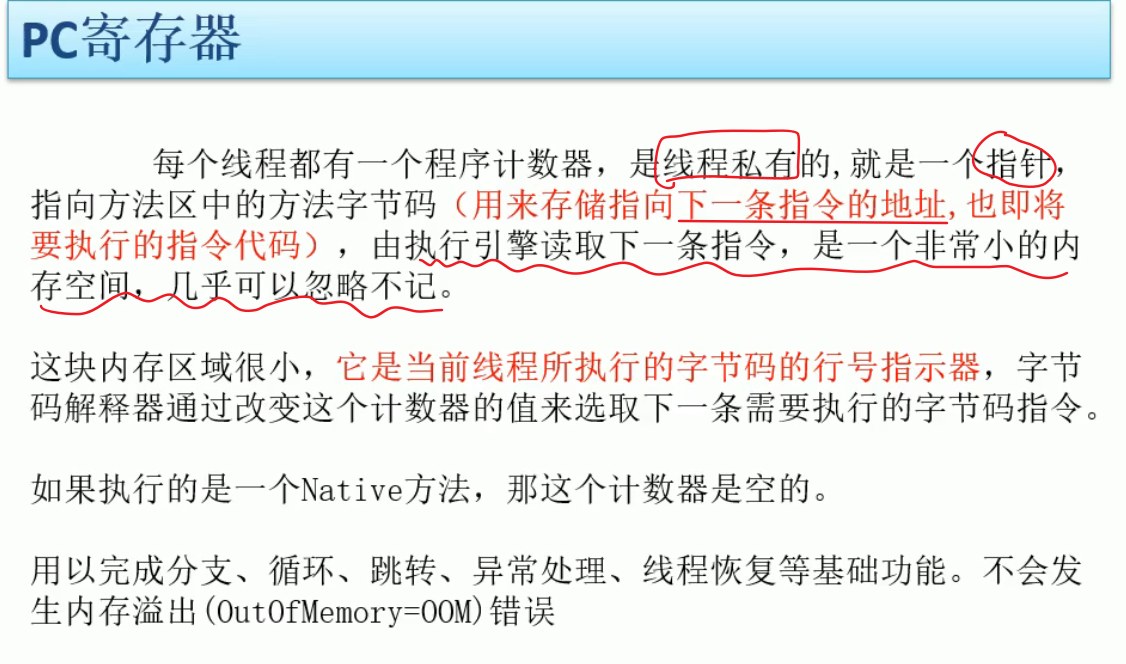 PC寄存器
每个线程都有一个程序计数器，是线程私有的,就是一个指针，
指向方法区中的方法字节码（用来存储指向下一条指令的地址,也即将
要执行的指令代码），由执行引擎读取下一条指令，是一个非常小的内
存空间，几乎可以忽略不记。
这块内存区域很小，它是当前线程所执行的字节码的行号指示器，字节
码解释器通过改变这个计数器的值来选取下一条需要执行的字节码指令。
如果执行的是一个Native方法，那这个计数器是空的。
用以完成分支、循环、跳转、异常处理、线程恢复等基础功能。不会发
生内存溢出(OutOfMemory=OOM)错误